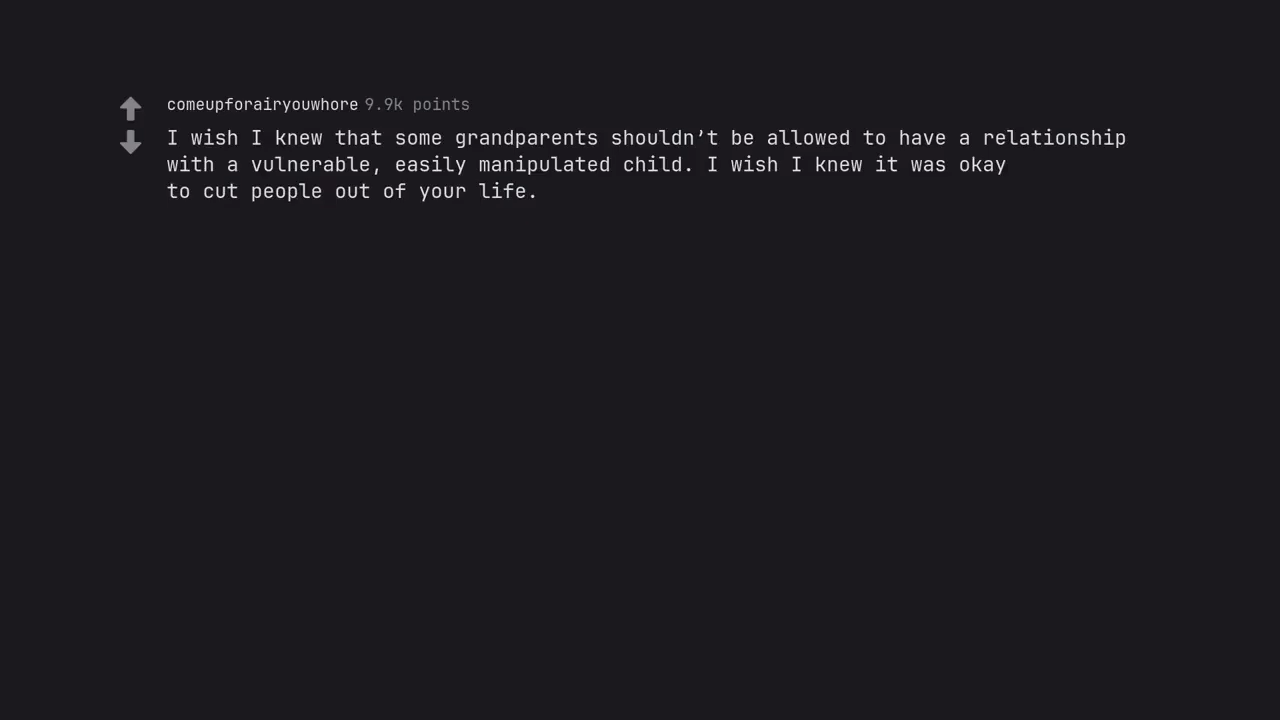 comeupforairyouwhore 9.9k points
I wish I knew that some grandparents shouldn’t be allowed to have a relationship
with a vulnerable, easily manipulated child. I wish I knew it was okay
to cut people out of your life.